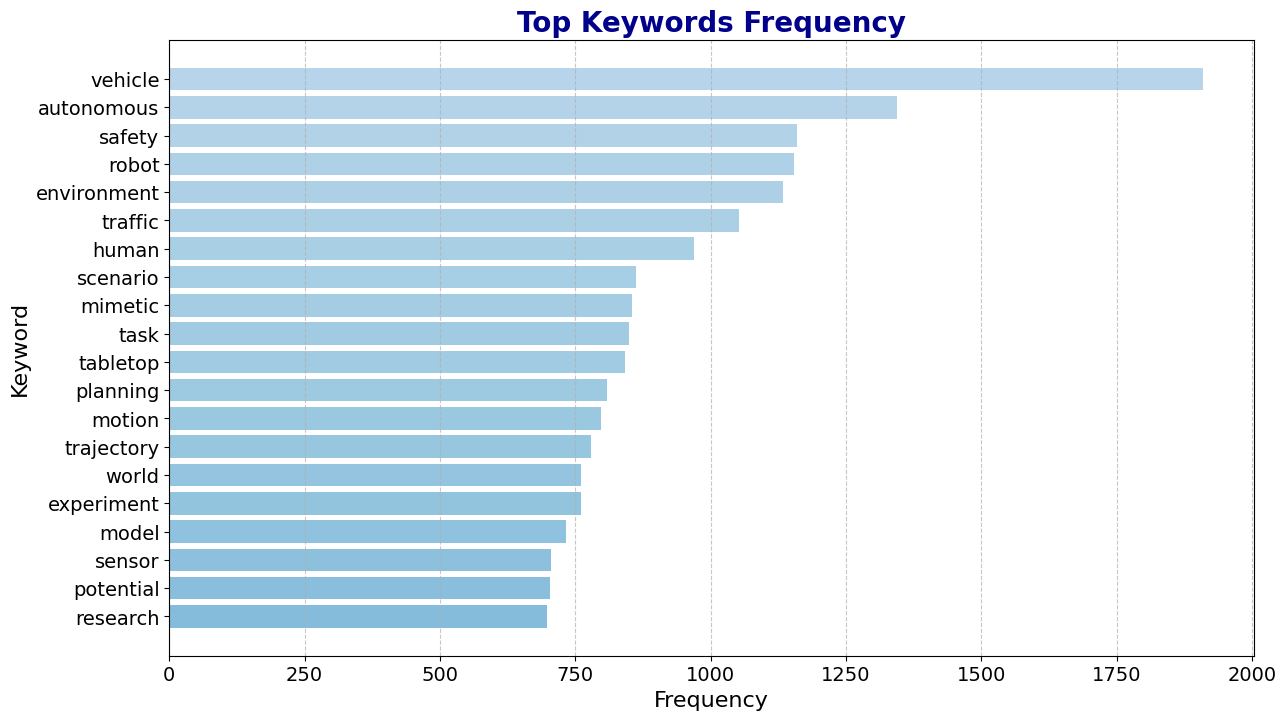 Top Keywords Frequency
Keyword
vehicle
autonomous
safety
robot
environment
traffic
human
scenario
mimetic
task
tabletop
planning
motion
trajectory
world
experiment
model
sensor
potential
research
0 250 500 750 1000 1250 1500 1750 2000
Frequency